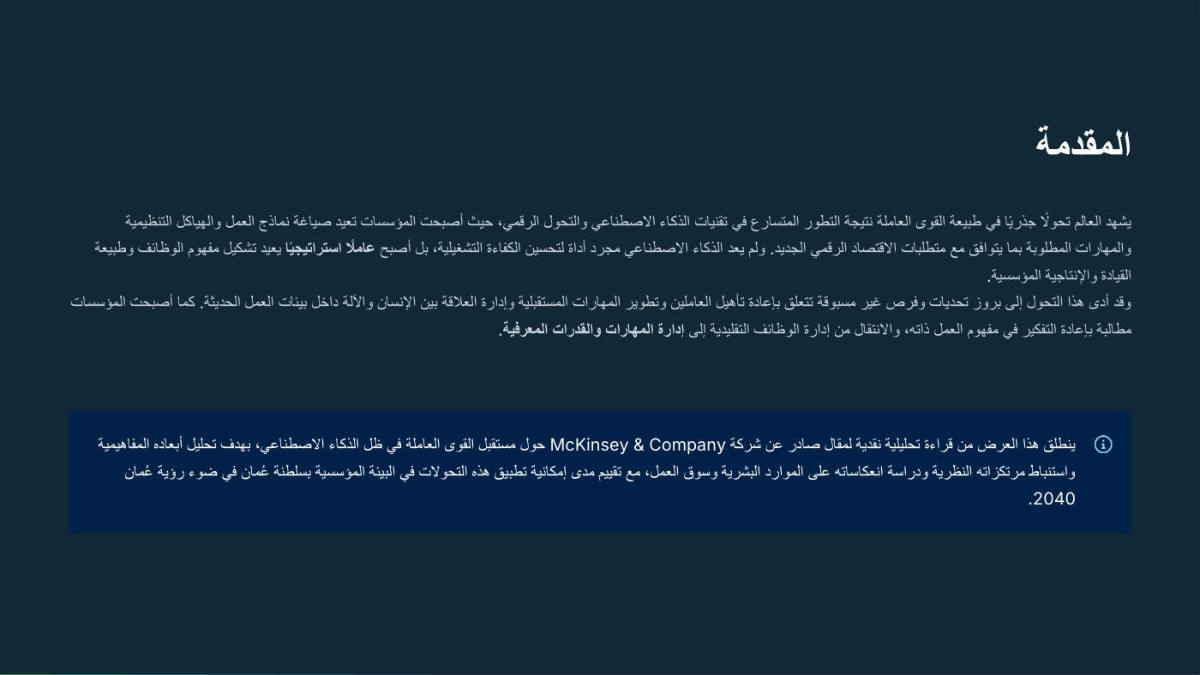 المقدمة
يشهد العالم تحولًا جذريًا في طبيعة القوى العاملة نتيجة التطور المتسارع في تقنيات الذكاء الاصطناعي والتحول الرقمي، حيث أصبحت المؤسسات تعيد صياغة نماذج العمل والهياكل التنظيمية
والمهارات المطلوبة بما يتوافق مع متطلبات الاقتصاد الرقمي الجديد. ولم يعد الذكاء الاصطناعي مجرد أداة لتحسين الكفاءة التشغيلية، بل أصبح عاملًا استراتيجيًا يعيد تشكيل مفهوم الوظائف وطبيعة
القيادة والإنتاجية المؤسسية.
وقد أدى هذا التحول إلى بروز تحديات وفرص غير مسبوقة تتعلق بإعادة تأهيل العاملين وتطوير المهارات المستقبلية وإدارة العلاقة بين الإنسان والآلة داخل بيئات العمل الحديثة. كما أصبحت المؤسسات
مطالبة بإعادة التفكير في مفهوم العمل ذاته، والانتقال من إدارة الوظائف التقليدية إلى إدارة المهارات والقدرات المعرفية.
ينطلق هذا العرض من قراءة تحليلية نقدية لمقال صادر عن شركة McKinsey & Company حول مستقبل القوى العاملة في ظل الذكاء الاصطناعي، بهدف تحليل أبعاده المفاهيمية
واستنباط مرتكزاته النظرية ودراسة انعكاساته على الموارد البشرية وسوق العمل، مع تقييم مدى إمكانية تطبيق هذه التحولات في البيئة المؤسسية بسلطنة عُمان في ضوء رؤية عُمان
2040.